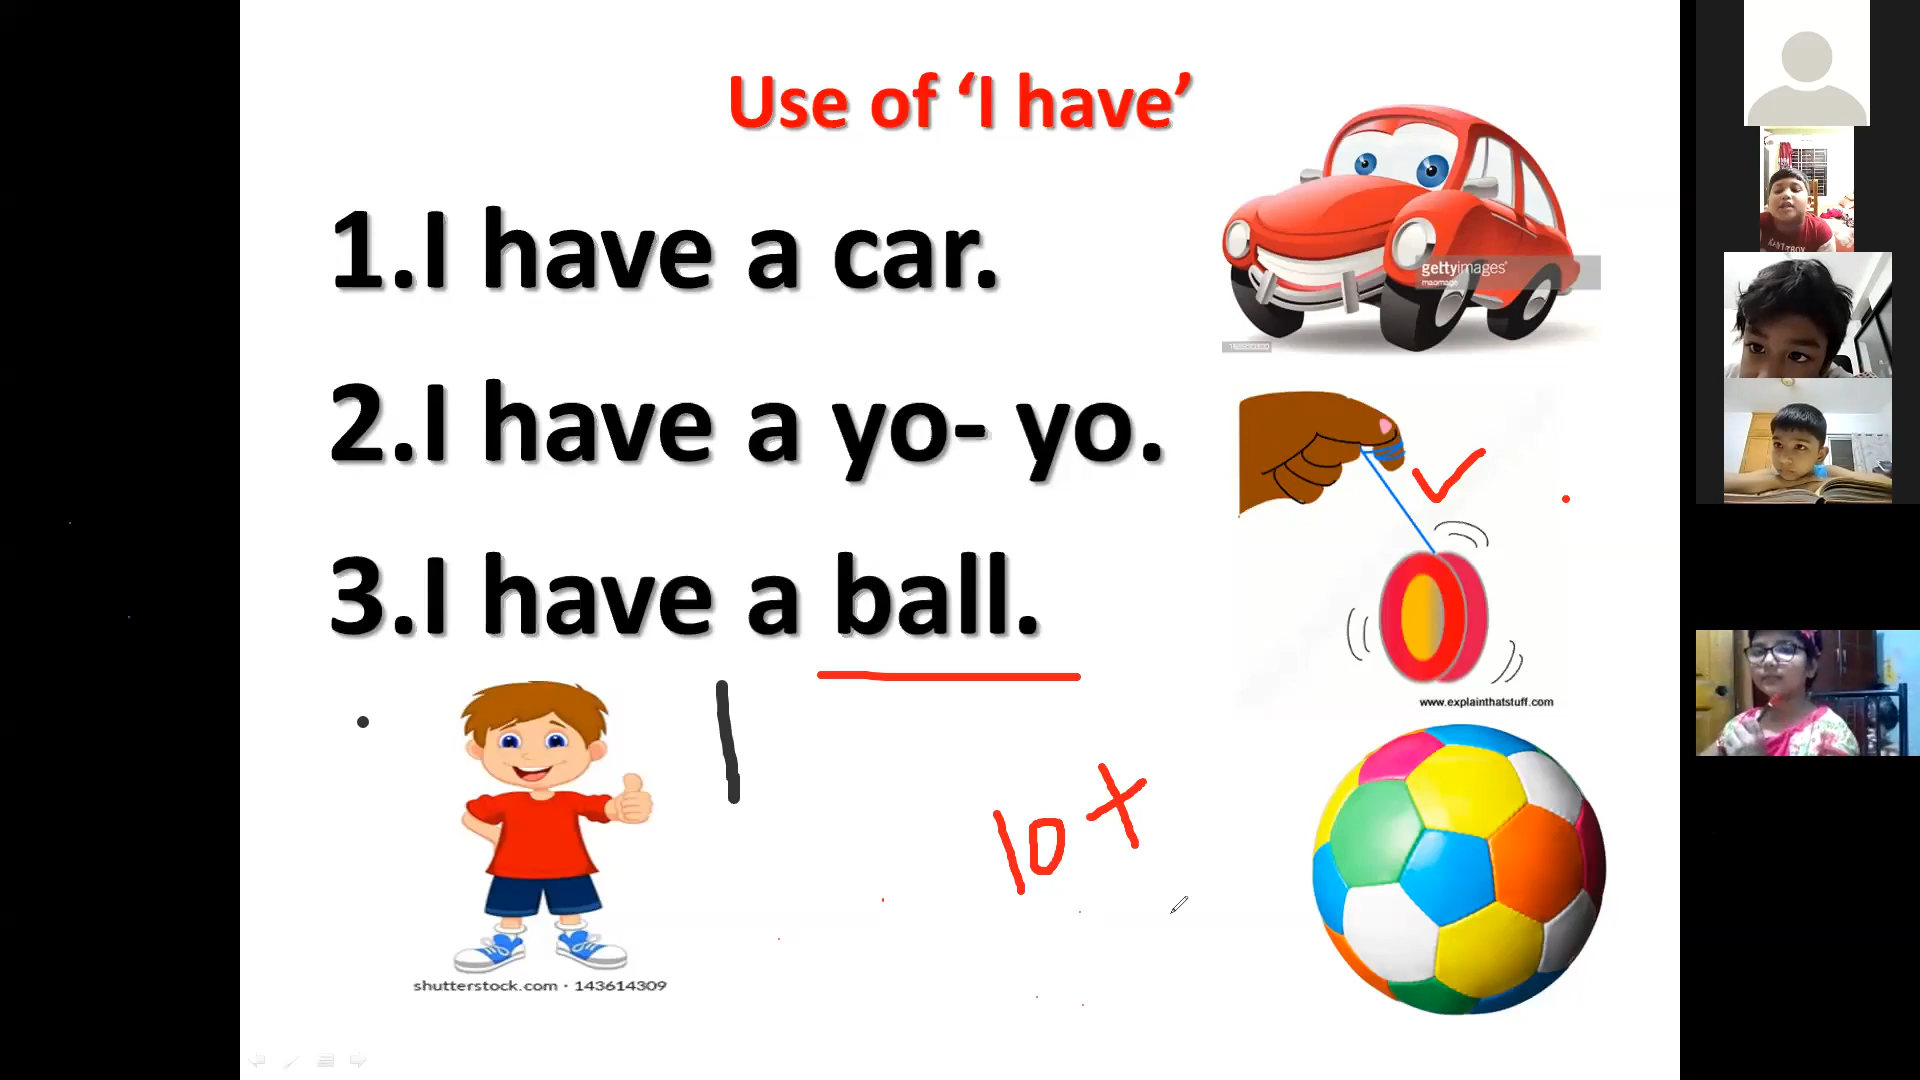 Use of ‘I have’
1.I have a car.
gettyimages®
maomage
2.I have a yo- yo.
3.I have a ball.
www.explainthatstuff.com
10+
shutterstock.com · 143614309